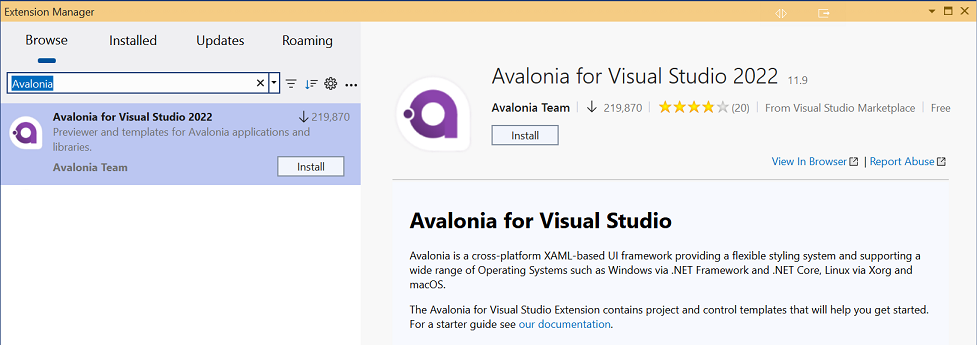 Extension Manager
Browse Installed Updates Roaming
Avalonia
Avalonia for Visual Studio 2022 219,870
Previewer and templates for Avalonia applications and
libraries.
Avalonia Team Install
Avalonia for Visual Studio 2022 11.9
Avalonia Team 219,870 (20) From Visual Studio Marketplace Free
Install
View In Browser | Report Abuse
Avalonia for Visual Studio
Avalonia is a cross-platform XAML-based UI framework providing a flexible styling system and supporting a
wide range of Operating Systems such as Windows via .NET Framework and .NET Core, Linux via Xorg and
macOS.
The Avalonia for Visual Studio Extension contains project and control templates that will help you get started.
For a starter guide see our documentation.